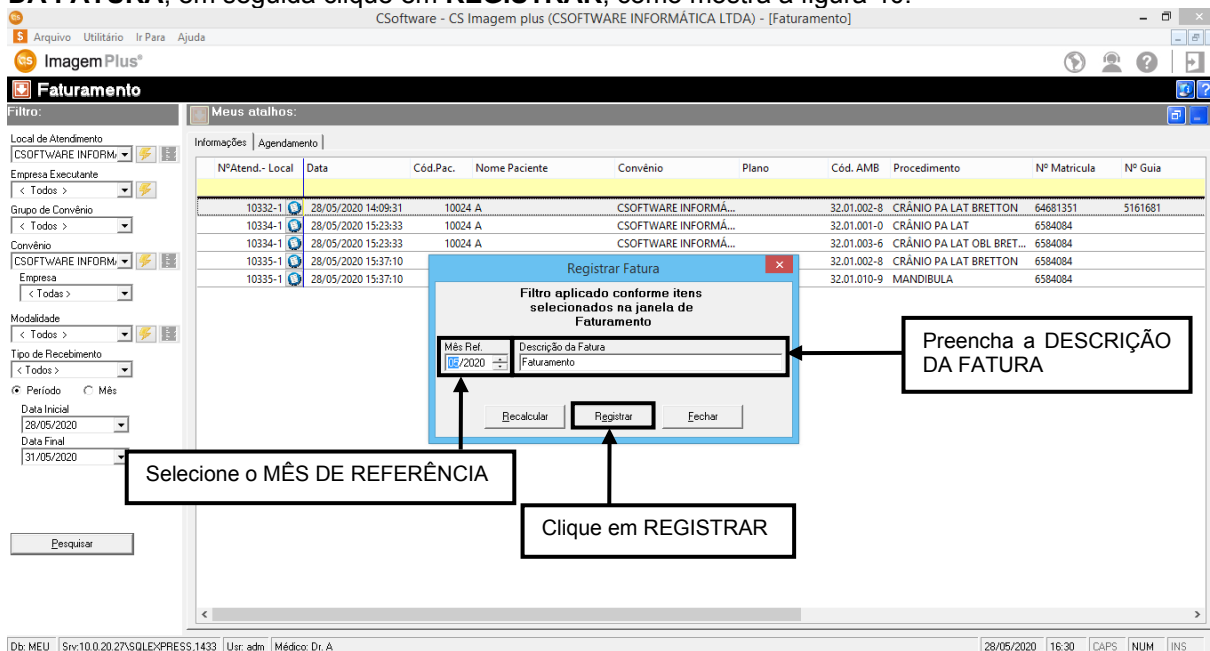 DA FATURA, em seguida clique em REGISTRAR, como mostra a figura 40.
CSoftware - CS Imagem plus (CSOFTWARE INFORMÁTICA LTDA) - [Faturamento]
Arquivo Utilitário Ir Para Ajuda
cs ImagemPlus®
Faturamento
Filtro:
Meus atalhos:
Local de Atendimento
CSOFTWARE INFORM
Empresa Executante
< Todos >
Grupo de Convênio
< Todos >
Convênio
CSOFTWARE INFORM
Empresa
< Todas >
Modalidade
< Todos >
Tipo de Recebimento
< Todos >
Período Mês
Data Inicial
28/05/2020
Data Final
31/05/2020
Pesquisar
Informações Agendamento
NºAtend.- Local Data Cód.Pac. Nome Paciente Convênio Plano Cód. AMB Procedimento Nº Matricula Nº Guia
10332-1 28/05/2020 14:09:31 10024 A CSOFTWARE INFORMÁ... 32.01.002-8 CRÂNIO PA LAT BRETTON 64681351 5161681
10334-1 28/05/2020 15:23:33 10024 A CSOFTWARE INFORMÁ... 32.01.001-0 CRÂNIO PA LAT 6584084
10334-1 28/05/2020 15:23:33 10024 A CSOFTWARE INFORMÁ... 32.01.003-6 CRÂNIO PA LAT OBL BRET... 6584084
10335-1 28/05/2020 15:37:10 32.01.002-8 CRÂNIO PA LAT BRETTON 6584084
10335-1 28/05/2020 15:37:10 32.01.010-9 MANDIBULA 6584084
Registrar Fatura
Filtro aplicado conforme itens
selecionados na janela de
Faturamento
Mês Ref. Descrição da Fatura
05/2020 Faturamento
Recalcular Registrar Fechar
Preencha a DESCRIÇÃO
DA FATURA
Selecione o MÊS DE REFERÊNCIA
Clique em REGISTRAR
Db: MEU Srv:10.0.20.27\SQLEXPRESS,1433 Usr: adm Médico: Dr. A 28/05/2020 16:30 CAPS NUM INS